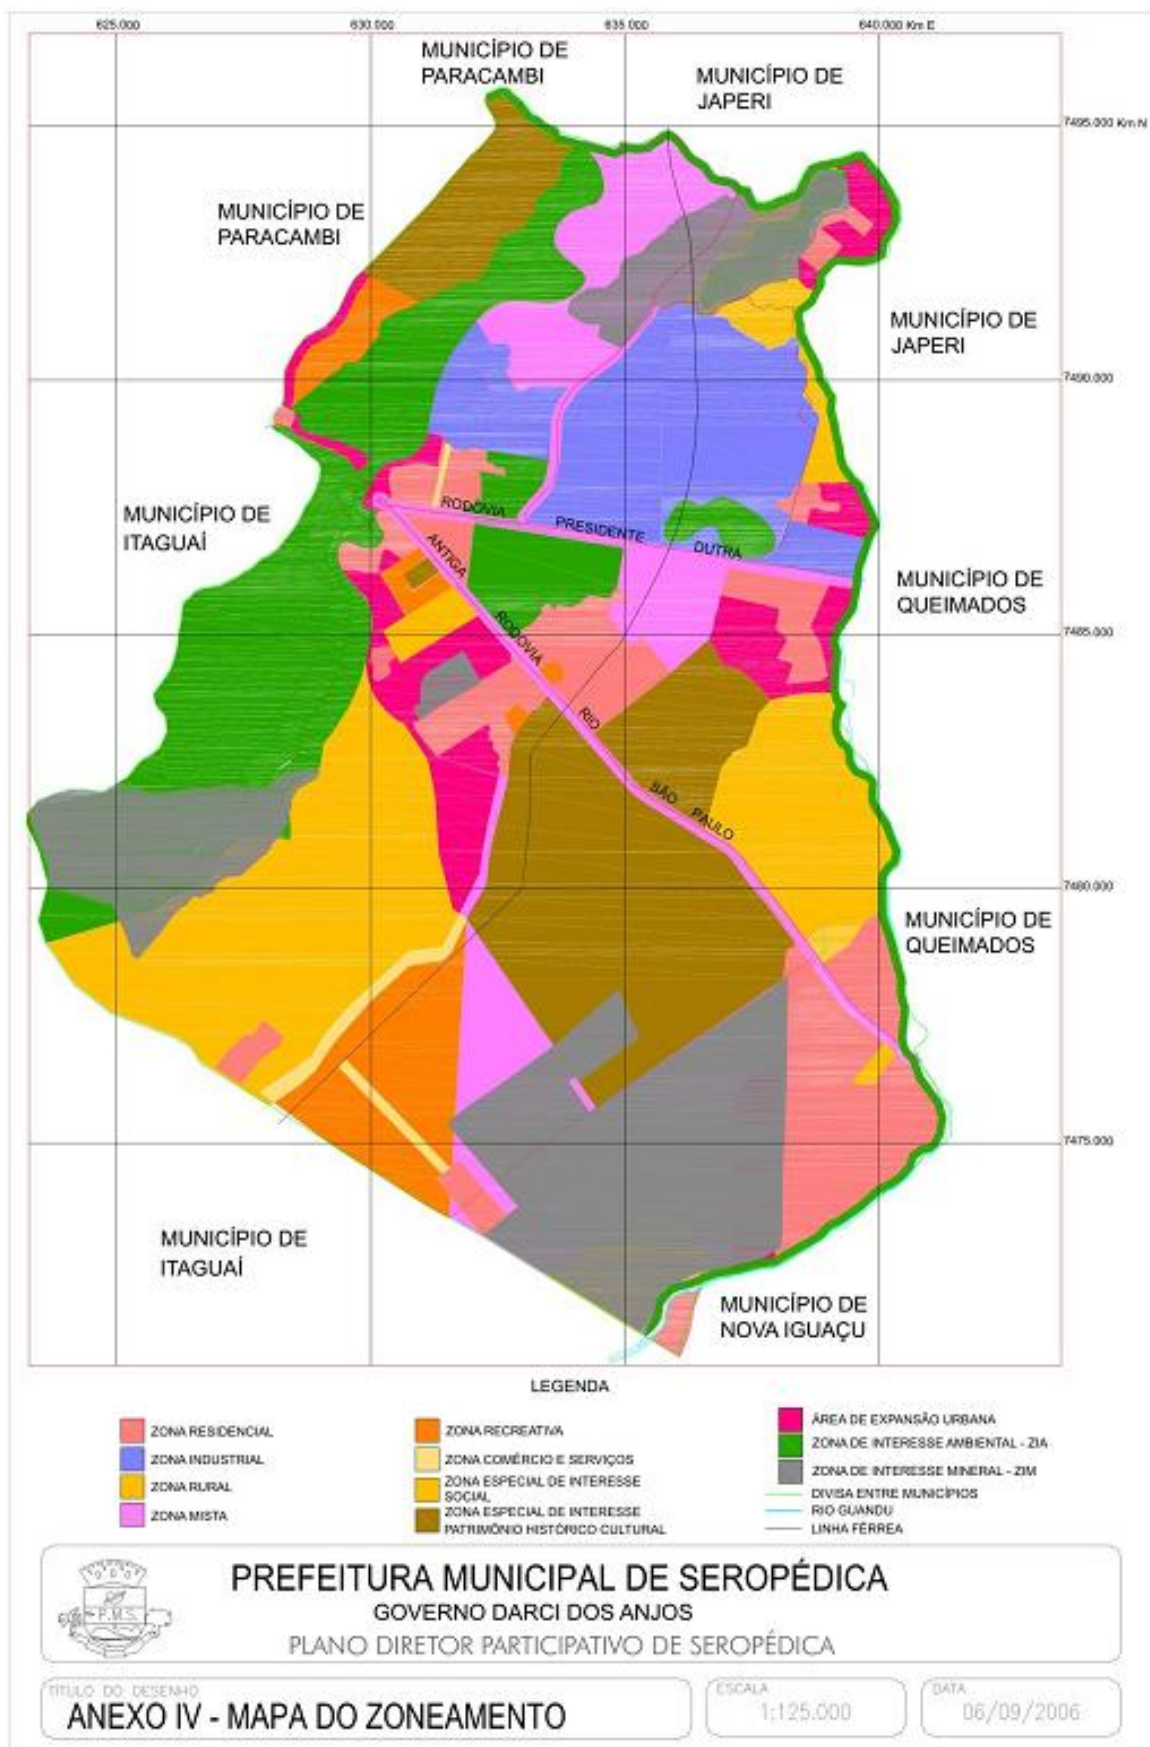 625.000 630.000 635.000 640.000 Km E
MUNICÍPIO DE
PARACAMBI
MUNICÍPIO DE
JAPERI
7495.000 Km N
MUNICÍPIO DE
PARACAMBI
MUNICÍPIO DE
JAPERI
7490.000
MUNICÍPIO DE
ITAGUAÍ
RODOVIA PRESIDENTE DUTRA
MUNICÍPIO DE
QUEIMADOS
7485.000
ANTIGA RODOVIA RIO SÃO PAULO
7480.000
MUNICÍPIO DE
QUEIMADOS
7475.000
MUNICÍPIO DE
ITAGUAÍ
MUNICÍPIO DE
NOVA IGUAÇU
LEGENDA
ZONA RESIDENCIAL
ZONA INDUSTRIAL
ZONA RURAL
ZONA MISTA
ZONA RECREATIVA
ZONA COMÉRCIO E SERVIÇOS
ZONA ESPECIAL DE INTERESSE
SOCIAL
ZONA ESPECIAL DE INTERESSE
PATRIMÔNIO HISTÓRICO CULTURAL
ÁREA DE EXPANSÃO URBANA
ZONA DE INTERESSE AMBIENTAL - ZIA
ZONA DE INTERESSE MINERAL - ZIM
DIVISA ENTRE MUNICÍPIOS
RIO GUANDU
LINHA FÉRREA
P.M.S.
PREFEITURA MUNICIPAL DE SEROPÉDICA
GOVERNO DARCI DOS ANJOS
PLANO DIRETOR PARTICIPATIVO DE SEROPÉDICA
TÍTULO DO DESENHO
ANEXO IV - MAPA DO ZONEAMENTO
ESCALA
1:125.000
DATA
06/09/2006